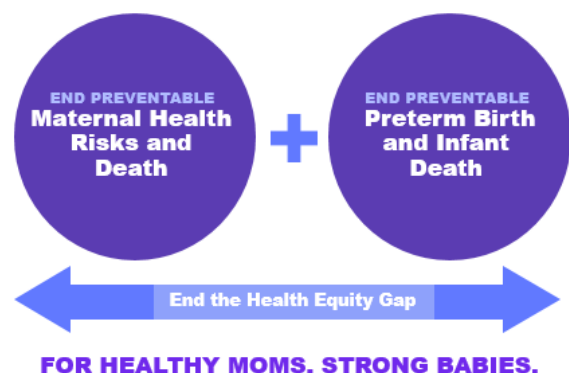 END PREVENTABLE
Maternal Health
Risks and
Death
END PREVENTABLE
Preterm Birth
and Infant
Death
End the Health Equity Gap
FOR HEALTHY MOMS. STRONG BABIES.